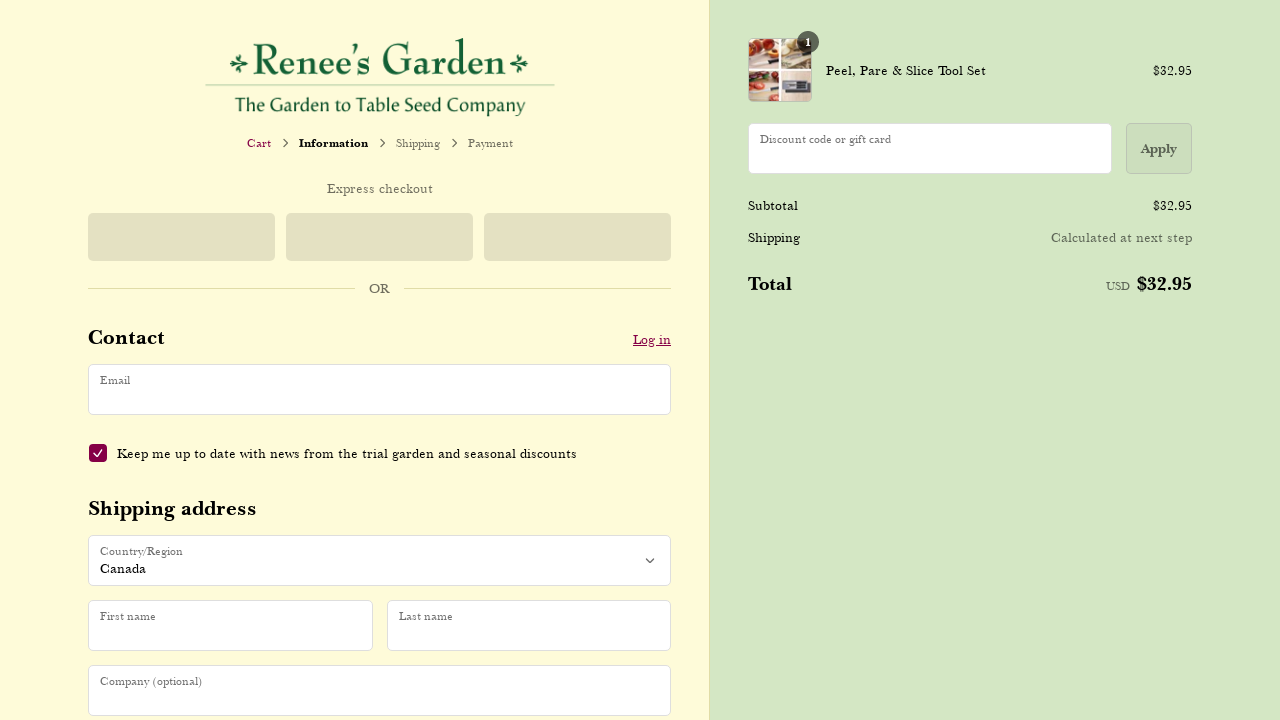 Renee's Garden
The Garden to Table Seed Company
Cart
Information
Shipping
Payment
Express checkout
OR
Contact
Log in
Email
Keep me up to date with news from the trial garden and seasonal discounts
Shipping address
Country/Region
Canada
First name
Last name
Company (optional)
1
Peel, Pare & Slice Tool Set
$32.95
Discount code or gift card
Apply
Subtotal
$32.95
Shipping
Calculated at next step
Total
USD $32.95